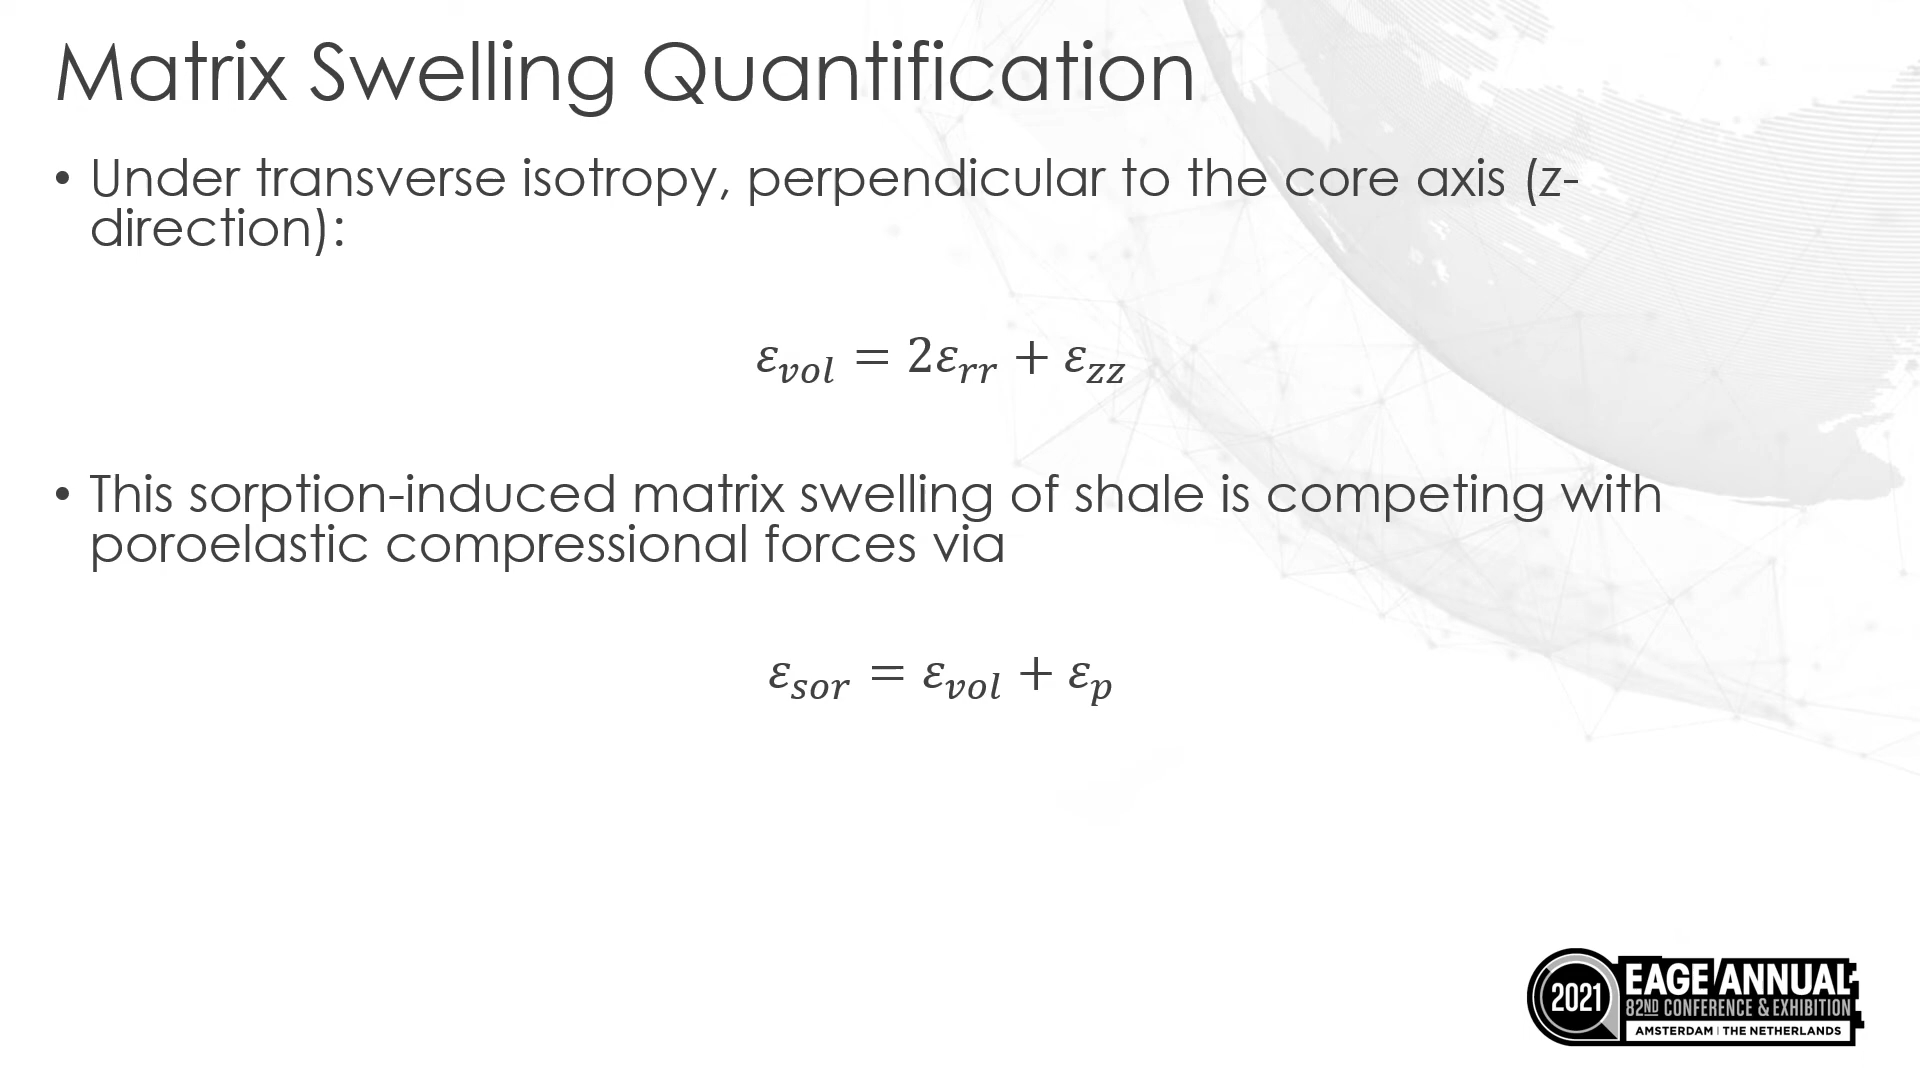 Matrix Swelling Quantification
• Under transverse isotropy, perpendicular to the core axis (z-
direction):
ε_vol = 2ε_rr + ε_zz
• This sorption-induced matrix swelling of shale is competing with
poroelastic compressional forces via
ε_sor = ε_vol + ε_p
2021
EAGE ANNUAL
82ND CONFERENCE & EXHIBITION
AMSTERDAM | THE NETHERLANDS